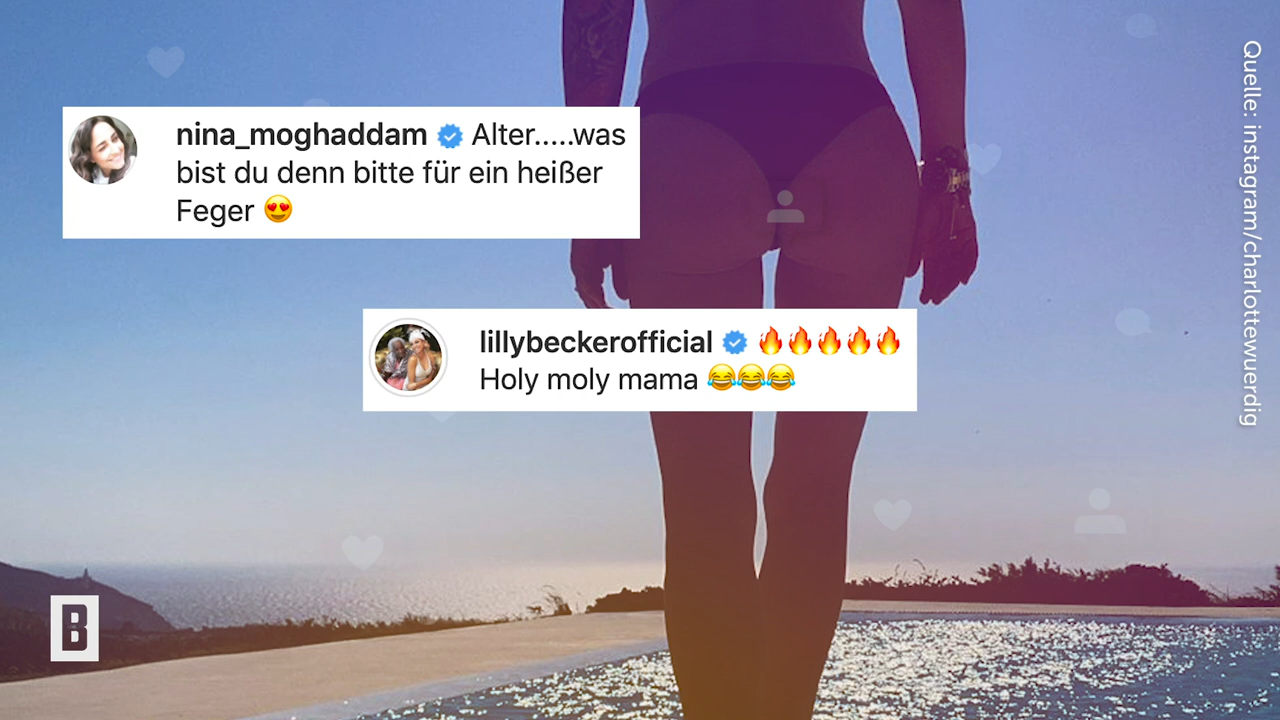 nina_moghaddam Alter.....was
bist du denn bitte für ein heißer
Feger 😍
lillybeckerofficial 🔥🔥🔥🔥🔥
Holy moly mama 😂😂😂
Quelle: instagram/charlottewuerdig
B